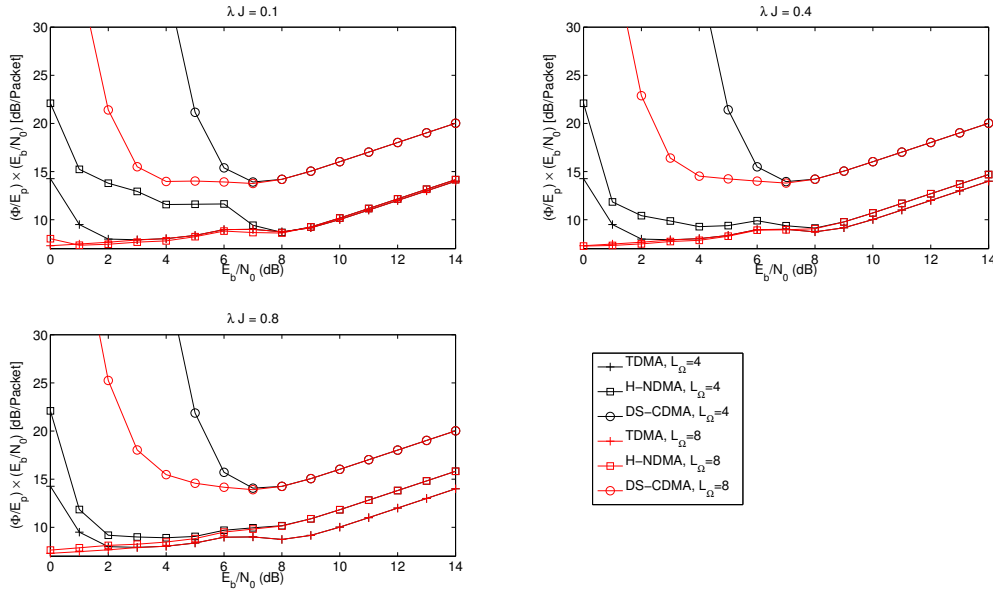 λ J = 0.1
30
25
20
15
10
(Φ/E_p) × (E_b/N_0) [dB/Packet]
0 2 4 6 8 10 12 14
E_b/N_0 (dB)
λ J = 0.4
30
25
20
15
10
(Φ/E_p) × (E_b/N_0) [dB/Packet]
0 2 4 6 8 10 12 14
E_b/N_0 (dB)
λ J = 0.8
30
25
20
15
10
(Φ/E_p) × (E_b/N_0) [dB/Packet]
0 2 4 6 8 10 12 14
E_b/N_0 (dB)
TDMA, L_Ω=4
H−NDMA, L_Ω=4
DS−CDMA, L_Ω=4
TDMA, L_Ω=8
H−NDMA, L_Ω=8
DS−CDMA, L_Ω=8